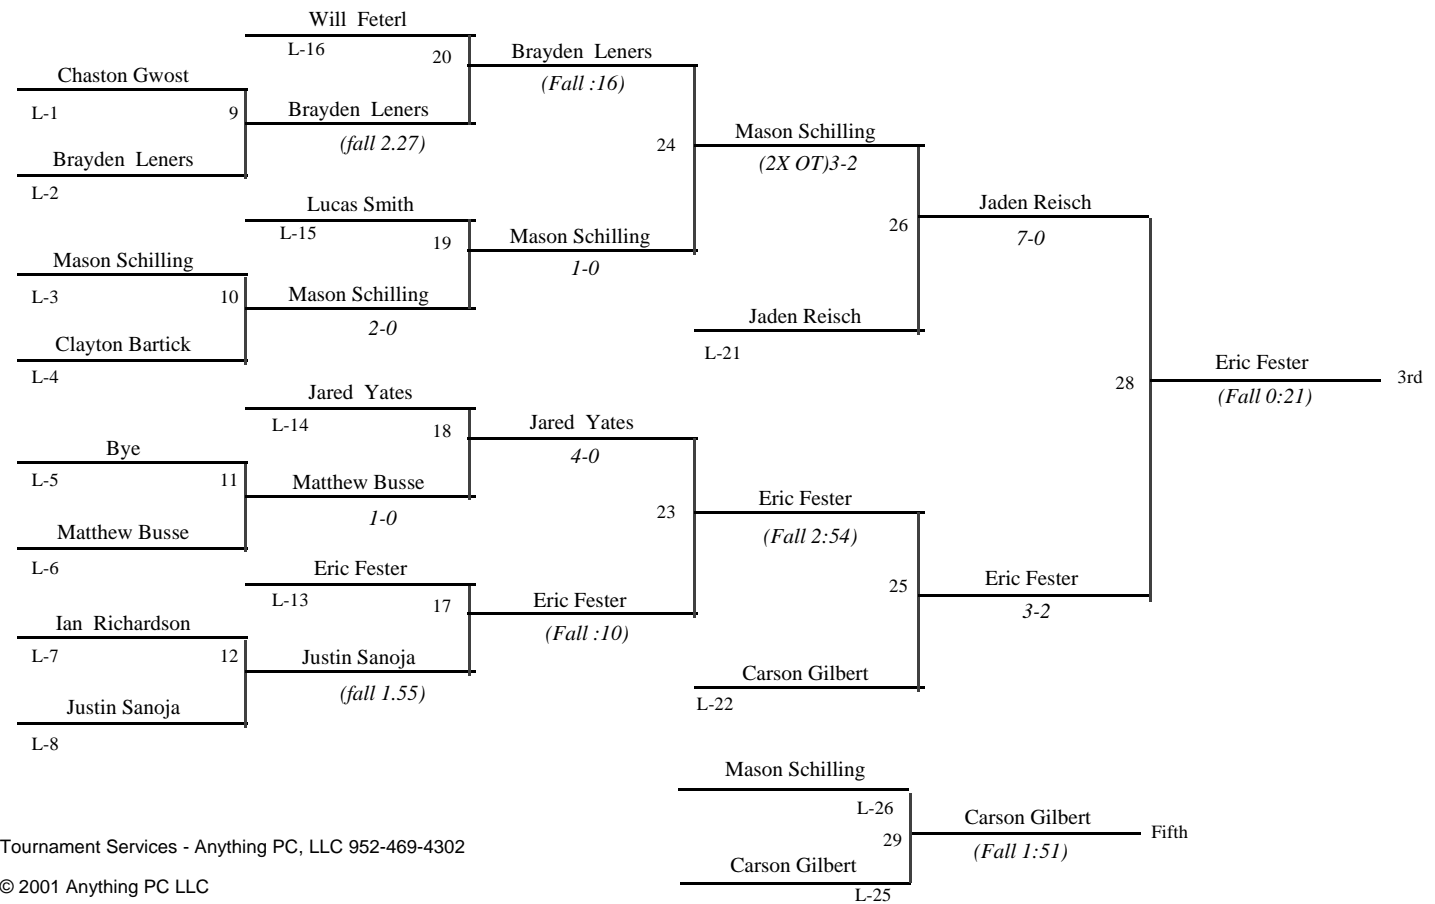 Will  Feterl
L-16
20
Brayden  Leners
(Fall :16)
Chaston Gwost
L-1
9
Brayden  Leners
(fall 2.27)
Brayden  Leners
L-2
24
Mason Schilling
(2X OT)3-2
Lucas Smith
L-15
19
Mason Schilling
1-0
Mason Schilling
L-3
10
Mason Schilling
2-0
Clayton Bartick
L-4
26
Jaden Reisch
7-0
Jaden Reisch
L-21
28
Eric Fester
(Fall 0:21)
3rd
Jared  Yates
L-14
18
Jared  Yates
4-0
Bye
L-5
11
Matthew Busse
1-0
Matthew Busse
L-6
23
Eric Fester
(Fall 2:54)
Eric Fester
L-13
17
Eric Fester
(Fall :10)
25
Eric Fester
3-2
Ian  Richardson
L-7
12
Justin Sanoja
(fall 1.55)
Justin Sanoja
L-8
Carson Gilbert
L-22
Mason Schilling
L-26
29
Carson Gilbert
(Fall 1:51)
Fifth
Carson Gilbert
L-25
Tournament Services - Anything PC, LLC 952-469-4302
© 2001 Anything PC LLC